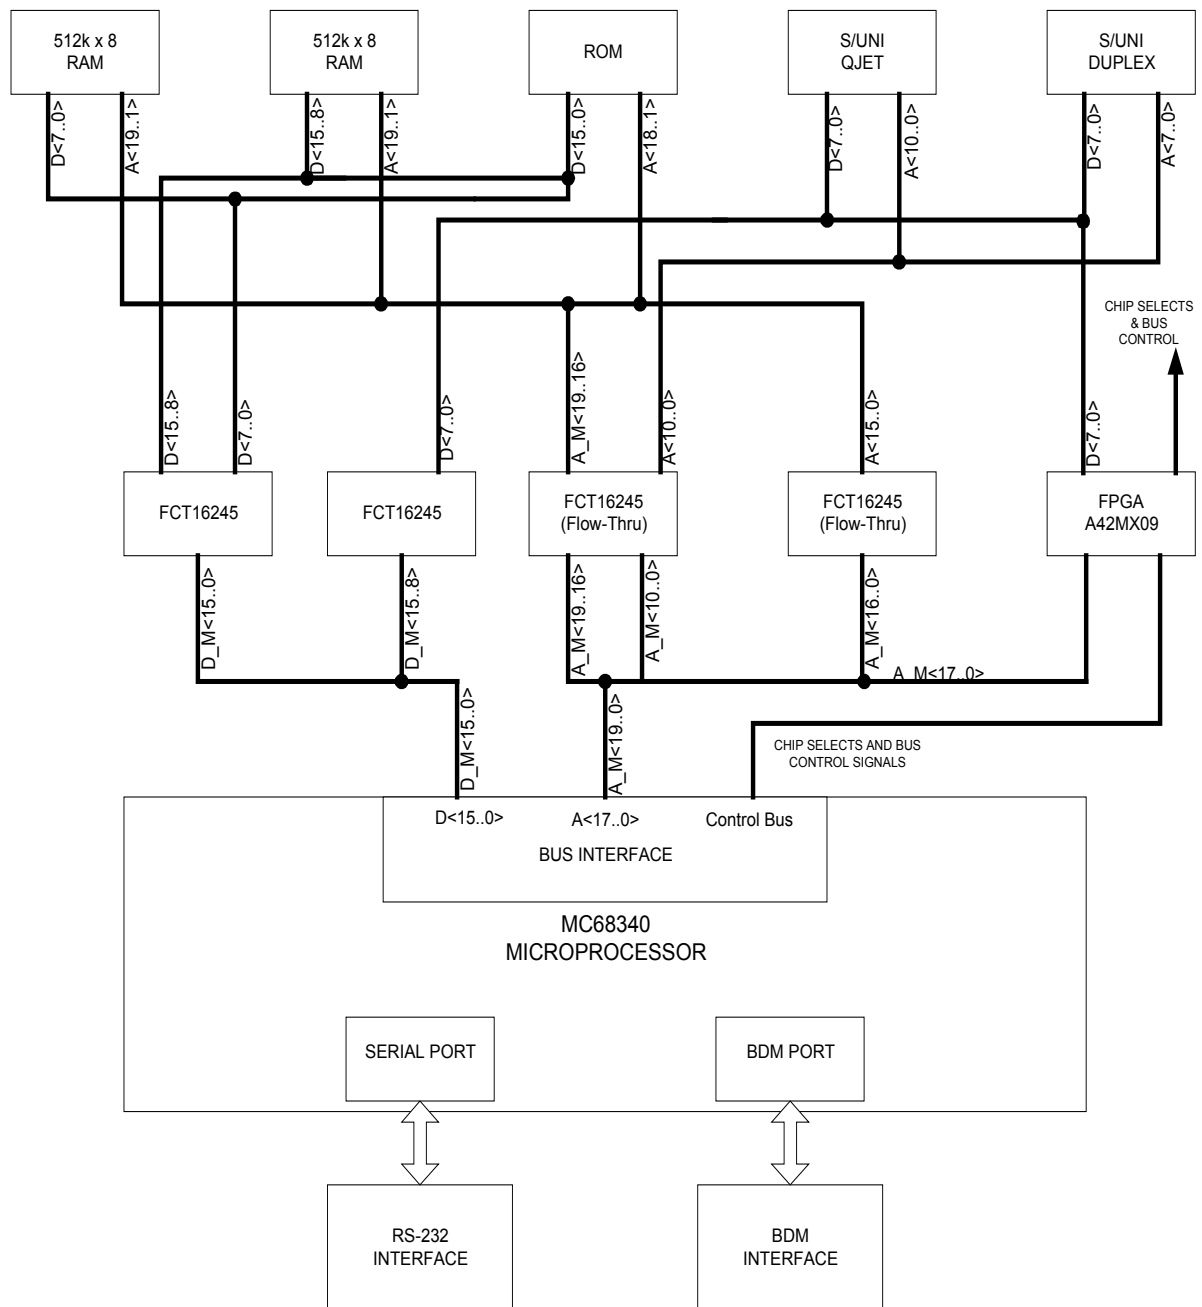 512k x 8
RAM
512k x 8
RAM
ROM
S/UNI
QJET
S/UNI
DUPLEX
D<7..0>
A<19..1>
D<15..8>
A<19..1>
D<15..0>
A<18..1>
D<7..0>
A<10..0>
D<7..0>
A<7..0>
CHIP SELECTS
& BUS
CONTROL
D<15..8>
D<7..0>
D<7..0>
A_M<19..16>
A<10..0>
A<15..0>
D<7..0>
FCT16245
FCT16245
FCT16245
(Flow-Thru)
FCT16245
(Flow-Thru)
FPGA
A42MX09
D_M<15..0>
D_M<15..8>
A_M<19..16>
A_M<10..0>
A_M<16..0>
A_M<17..0>
D_M<15..0>
A_M<19..0>
CHIP SELECTS AND BUS
CONTROL SIGNALS
D<15..0>
A<17..0>
Control Bus
BUS INTERFACE
MC68340
MICROPROCESSOR
SERIAL PORT
BDM PORT
RS-232
INTERFACE
BDM
INTERFACE